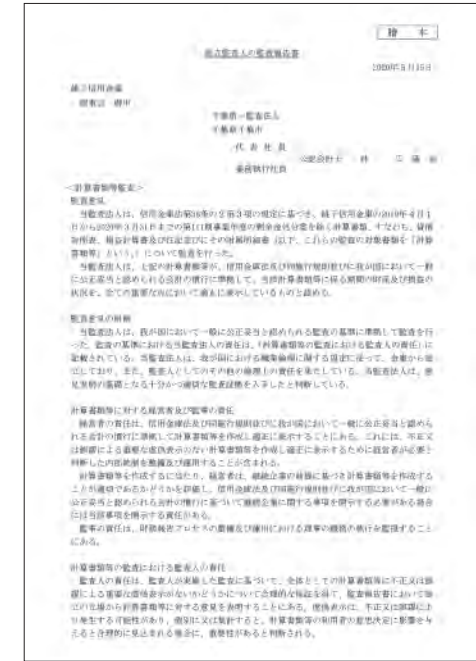 謄 本
独立監査人の監査報告書
2020年5月15日
銚子信用金庫
理事会 御中
千葉第一監査法人
千葉県千葉市
代 表 社 員
業務執行社員
公認会計士
<計算書類等監査>
監査意見
当監査法人は、信用金庫法第38条の2第3項の規定に基づき、銚子信用金庫の2019年4月1
日から2020年3月31日までの第111期事業年度の剰余金処分案を除く計算書類、すなわち、貸借
対照表、損益計算書及び注記並びにその附属明細書(以下、これらの監査の対象書類を「計算
書類等」という。)について監査を行った。
当監査法人は、上記の計算書類等が、信用金庫法及び同施行規則並びに我が国において一般
に公正妥当と認められる会計の慣行に準拠して、当該計算書類等に係る期間の財産及び損益の
状況を、全ての重要な点において適正に表示しているものと認める。
監査意見の根拠
当監査法人は、我が国において一般に公正妥当と認められる監査の基準に準拠して監査を行
った。監査の基準における当監査法人の責任は、「計算書類等の監査における監査人の責任」に
記載されている。当監査法人は、我が国における職業倫理に関する規定に従って、金庫から独
立しており、また、監査人としてのその他の倫理上の責任を果たしている。当監査法人は、意
見表明の基礎となる十分かつ適切な監査証拠を入手したと判断している。
計算書類等に対する経営者及び監事の責任
経営者の責任は、信用金庫法及び同施行規則並びに我が国において一般に公正妥当と認めら
れる会計の慣行に準拠して計算書類等を作成し適正に表示することにある。これには、不正又
は誤謬による重要な虚偽表示のない計算書類等を作成し適正に表示するために経営者が必要と
判断した内部統制を整備及び運用することが含まれる。
計算書類等を作成するに当たり、経営者は、継続企業の前提に基づき計算書類等を作成する
ことが適切であるかどうかを評価し、信用金庫法及び同施行規則並びに我が国において一般に
公正妥当と認められる会計の慣行に基づいて継続企業に関する事項を開示する必要がある場合
には当該事項を開示する責任がある。
監事の責任は、財務報告プロセスの整備及び運用における理事の職務の執行を監視すること
にある。
計算書類等の監査における監査人の責任
監査人の責任は、監査人が実施した監査に基づいて、全体としての計算書類等に不正又は誤
謬による重要な虚偽表示がないかどうかについて合理的な保証を得て、監査報告書において独
立の立場から計算書類等に対する意見を表明することにある。虚偽表示は、不正又は誤謬によ
り発生する可能性があり、個別に又は集計すると、計算書類等の利用者の意思決定に影響を与
えると合理的に見込まれる場合に、重要性があると判断される。